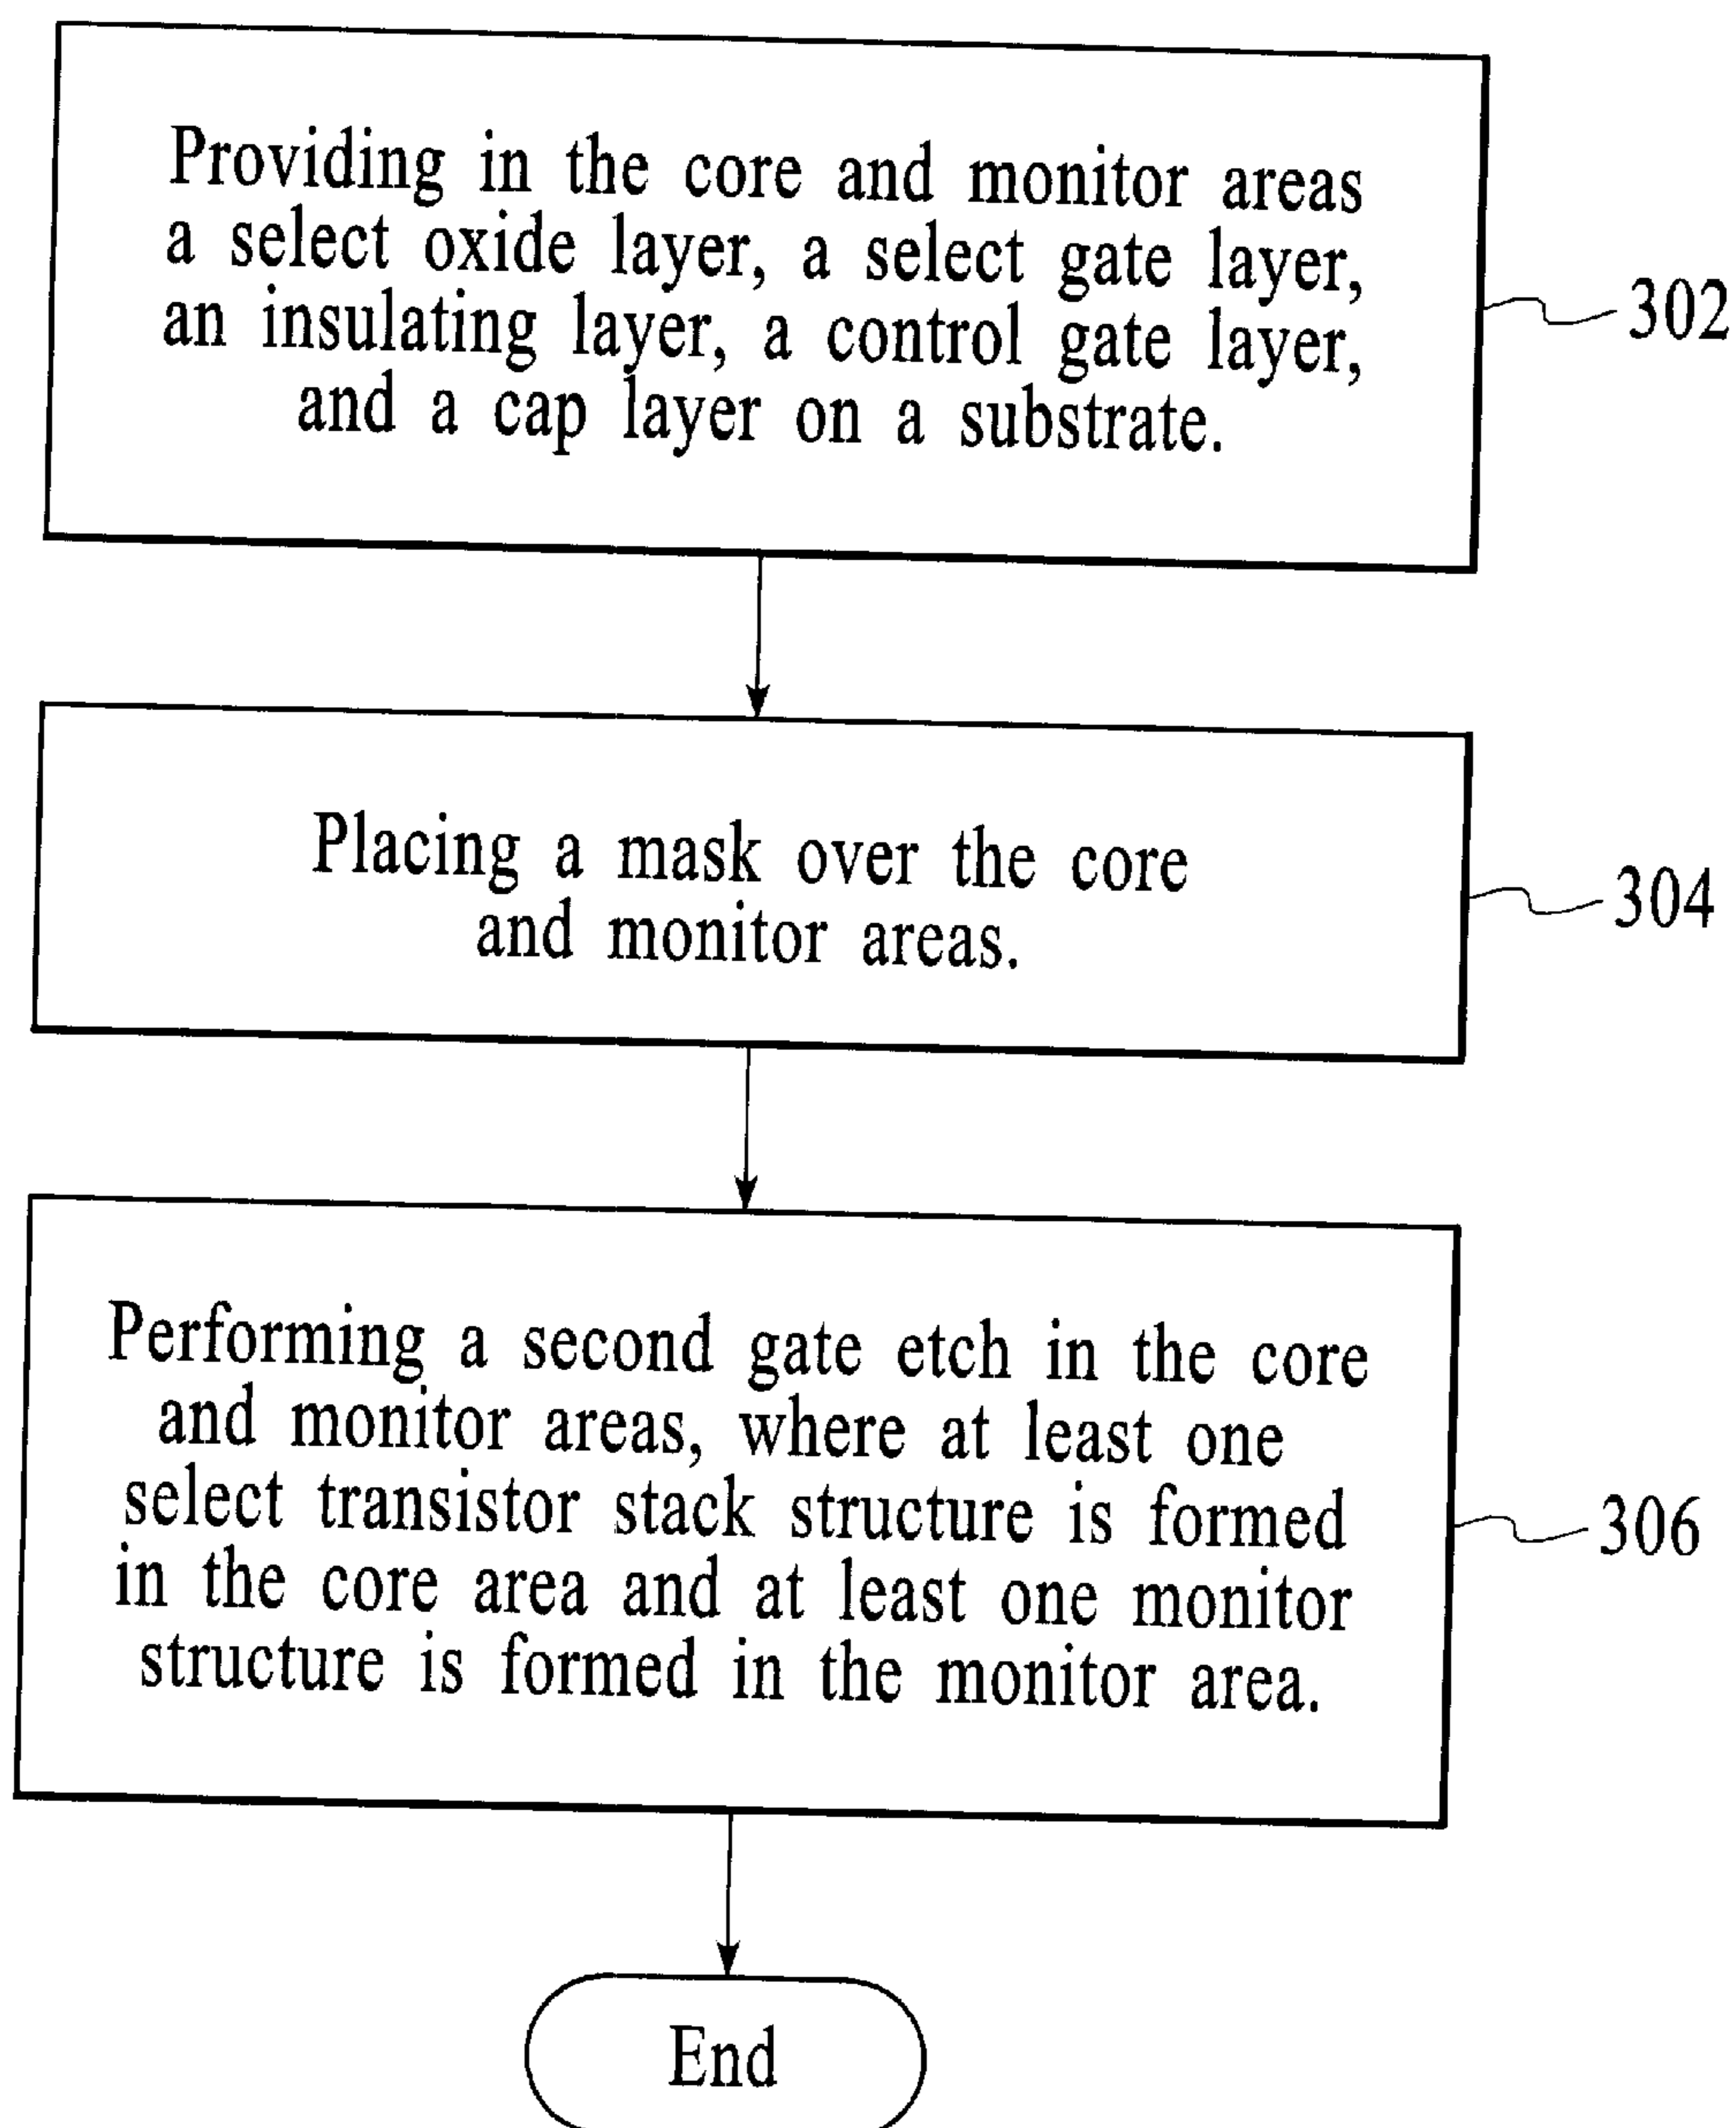 Providing in the core and monitor areas
a select oxide layer, a select gate layer,
an insulating layer, a control gate layer,
and a cap layer on a substrate.
302
Placing a mask over the core
and monitor areas.
304
Performing a second gate etch in the core
and monitor areas, where at least one
select transistor stack structure is formed
in the core area and at least one monitor
structure is formed in the monitor area.
306
End